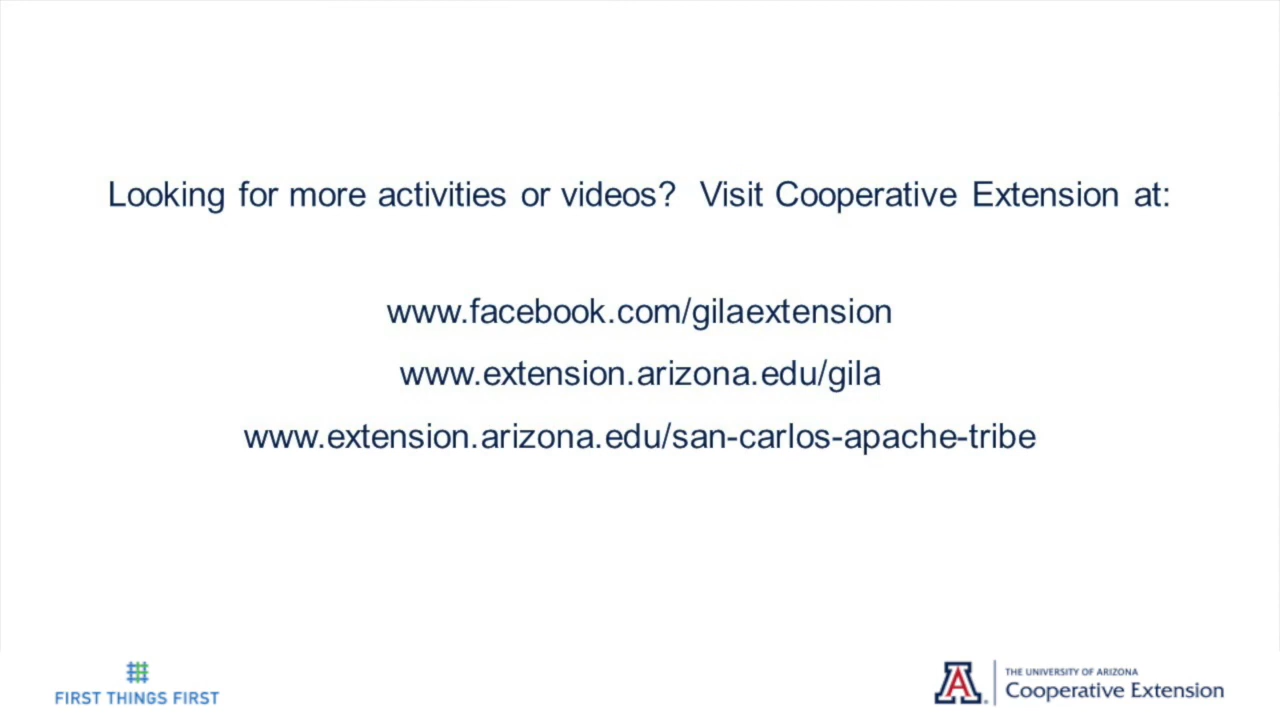 Looking for more activities or videos?  Visit Cooperative Extension at:
www.facebook.com/gilaextension
www.extension.arizona.edu/gila
www.extension.arizona.edu/san-carlos-apache-tribe
FIRST THINGS FIRST
A
THE UNIVERSITY OF ARIZONA
Cooperative Extension